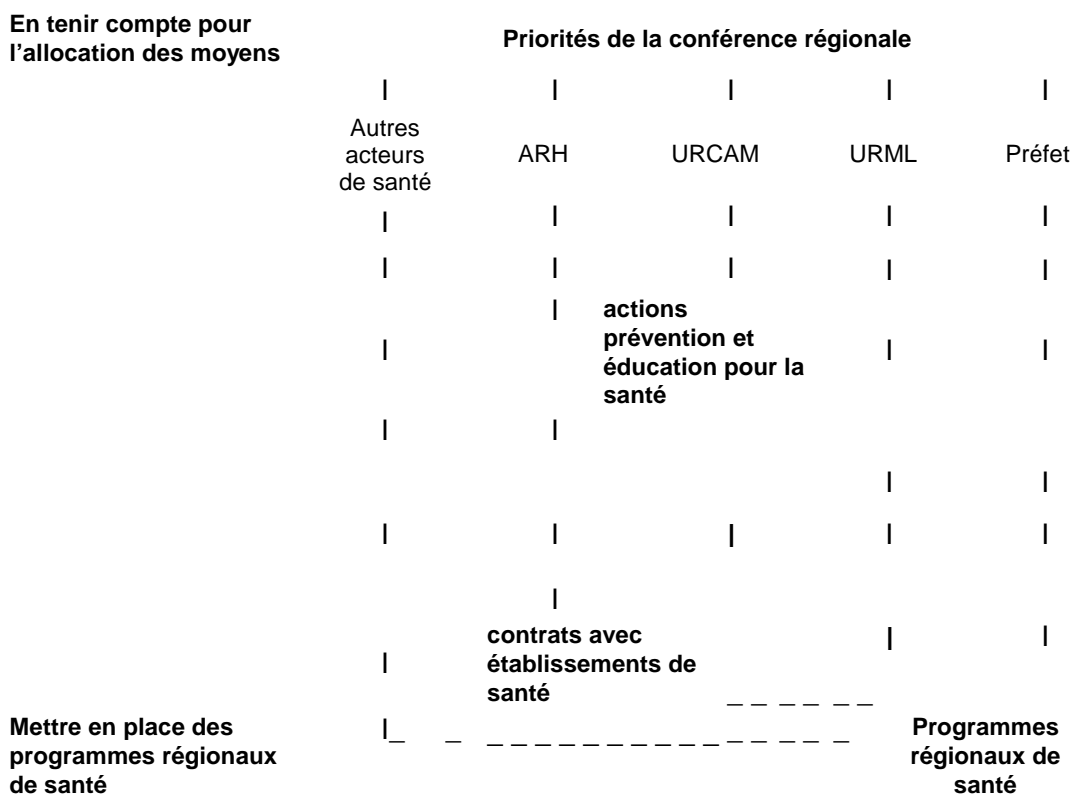 En tenir compte pour
l’allocation des moyens
Priorités de la conférence régionale
| | | | |
Autres
acteurs
de santé
ARH URCAM URML Préfet
| | | | |
| | | | |
|
actions
prévention et
éducation pour la
santé
| | |
| |
| |
| | | | |
|
contrats avec
établissements de
santé
| |
|
_ _ _ _ _ _
Mettre en place des
programmes régionaux
de santé
|_ _ _ _ _ _ _ _ _ _ _ _ _ _ _ _ _
Programmes
régionaux de
santé